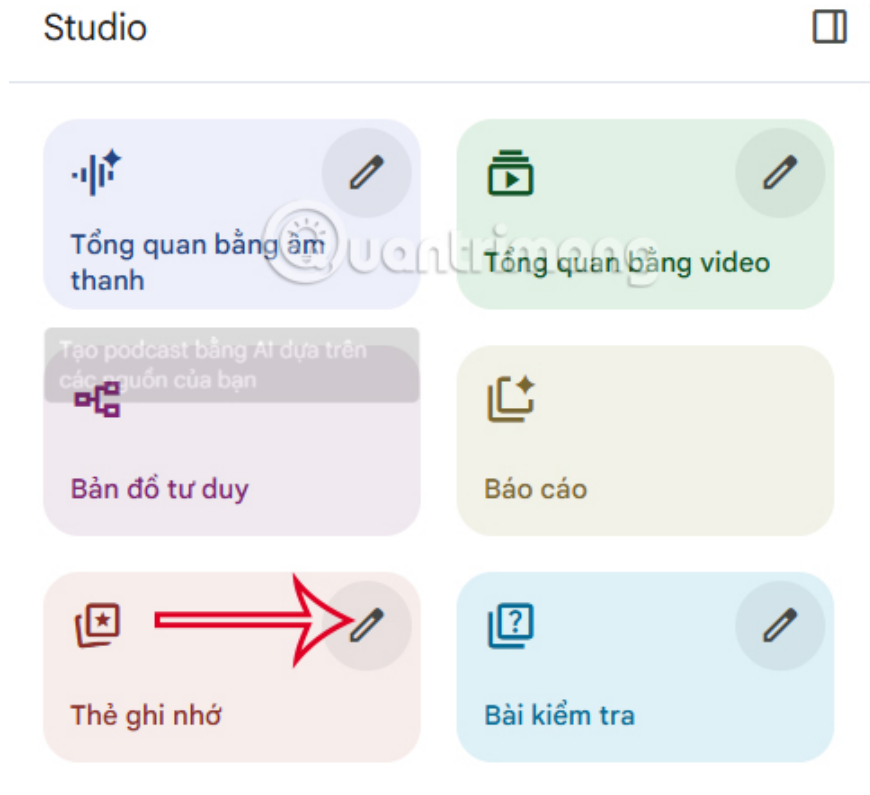 Studio
Tổng quan bằng âm
thanh
Tổng quan bằng video
Quantrimang
Tạo podcast bằng AI dựa trên
các nguồn của bạn
Bản đồ tư duy
Báo cáo
Thẻ ghi nhớ
Bài kiểm tra